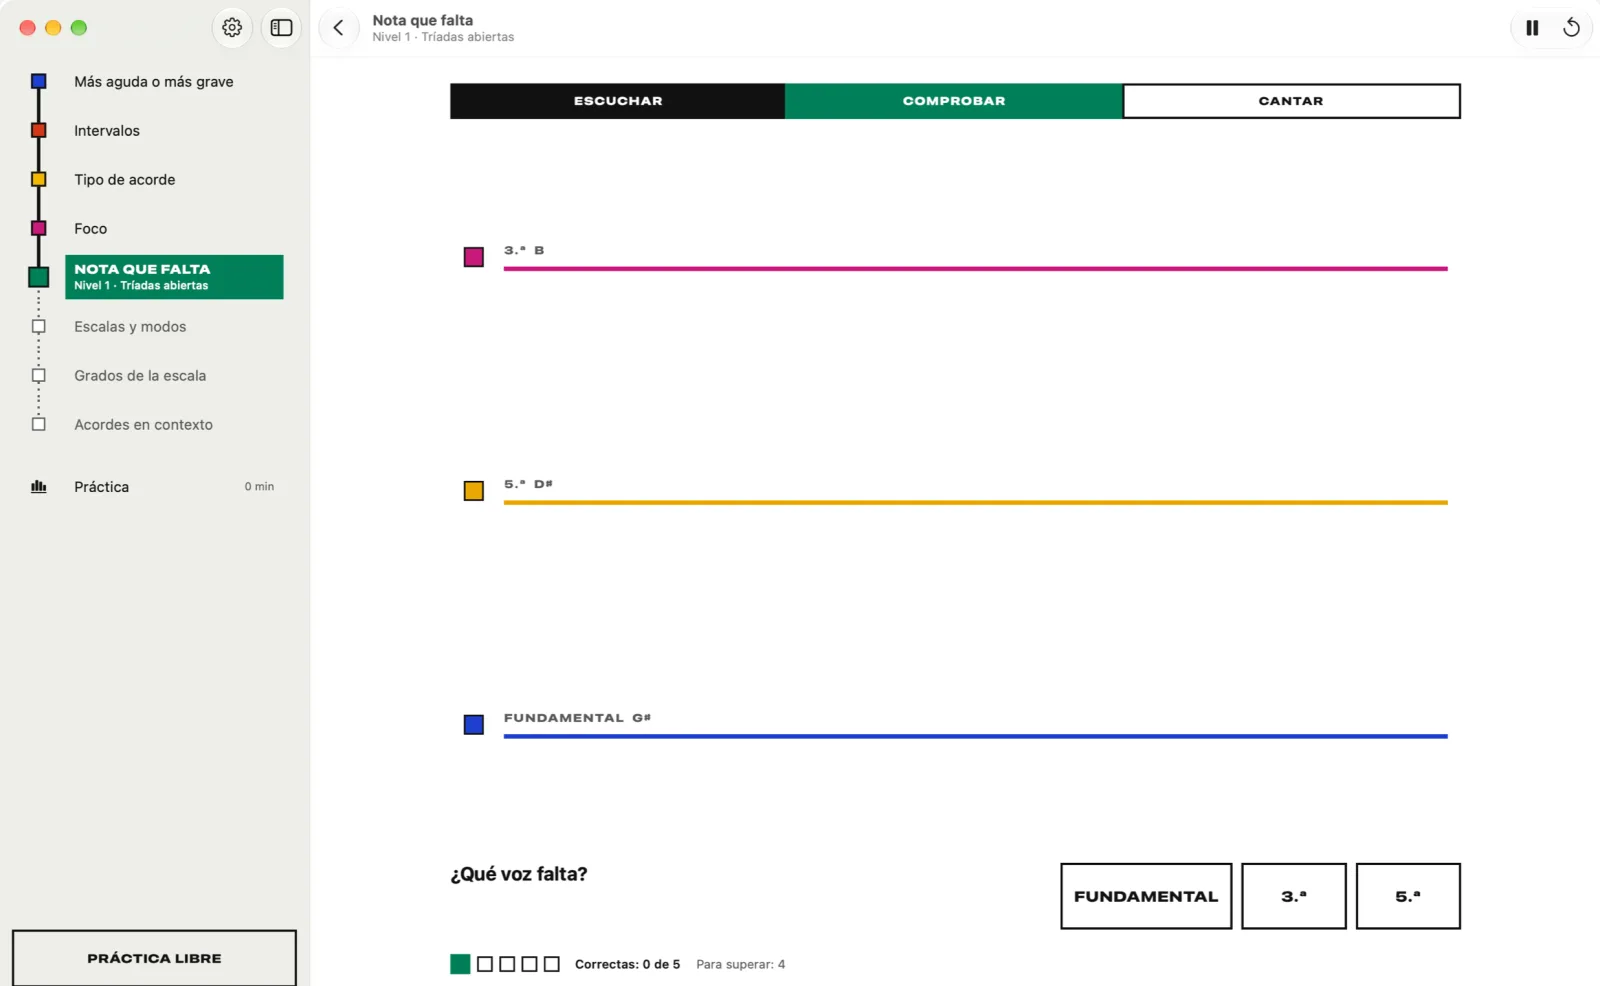 Nota que falta
Nivel 1 · Tríadas abiertas
Más aguda o más grave
Intervalos
Tipo de acorde
Foco
NOTA QUE FALTA
Nivel 1 · Tríadas abiertas
Escalas y modos
Grados de la escala
Acordes en contexto
Práctica
0 min
PRÁCTICA LIBRE
ESCUCHAR
COMPROBAR
CANTAR
3.ª B
5.ª D♯
FUNDAMENTAL G♯
¿Qué voz falta?
FUNDAMENTAL
3.ª
5.ª
Correctas: 0 de 5
Para superar: 4